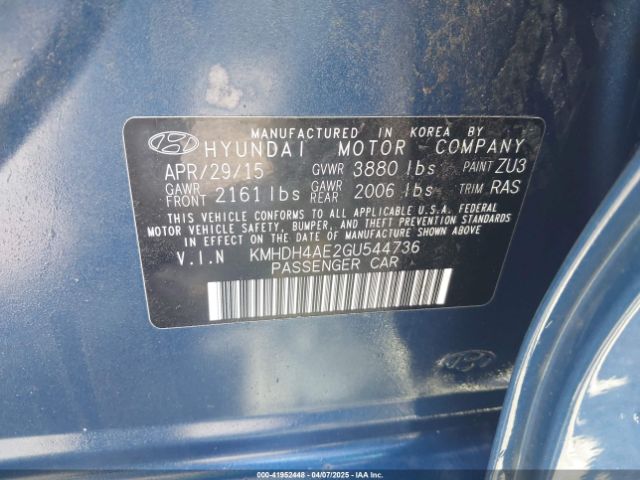 MANUFACTURED IN KOREA BY
HYUNDAI MOTOR COMPANY
APR/29/15 GVWR 3880 lbs PAINT ZU3
GAWR FRONT 2161 lbs GAWR REAR 2006 lbs TRIM RAS
THIS VEHICLE CONFORMS TO ALL APPLICABLE U.S.A. FEDERAL
MOTOR VEHICLE SAFETY, BUMPER, AND THEFT PREVENTION STANDARDS
IN EFFECT ON THE DATE OF MANUFACTURE SHOWN ABOVE
V.I.N KMHDH4AE2GU544736
PASSENGER CAR
000-41952448 - 04/07/2025 - IAAI.COM